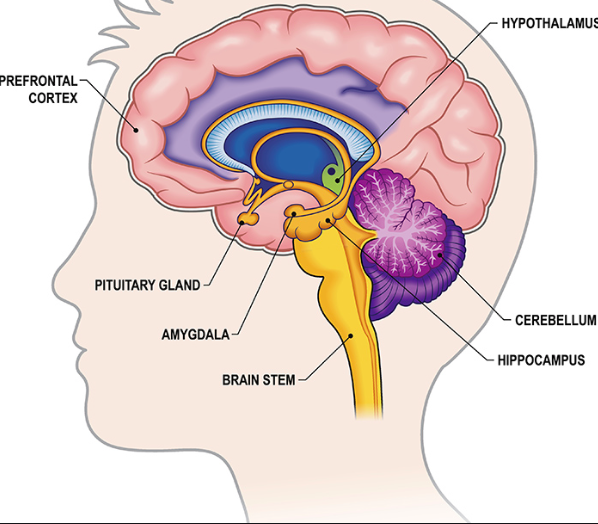 HYPOTHALAMUS
PREFRONTAL
CORTEX
PITUITARY GLAND
AMYGDALA
BRAIN STEM
CEREBELLUM
HIPPOCAMPUS